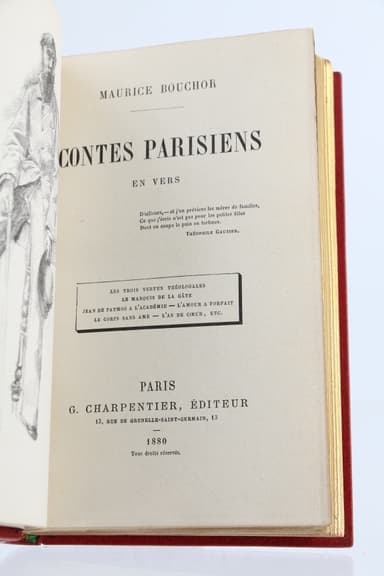 MAURICE BOUCHOR
CONTES PARISIENS
EN VERS
D'ailleurs, — et j'en préviens les mères de familles,
Ce que j'écris n'est pas pour les petites filles
Dont on coupe le pain en tartines.
THÉOPHILE GAUTIER.
LES TROIS VERTUS THÉOLOGALES
LE MARQUIS DE LA GÂTE
JEAN DE PATMOS A L'ACADÉMIE — L'AMOUR A FORFAIT
LE CORPS SANS AME — L'AS DE CŒUR, ETC.
PARIS
G. CHARPENTIER, ÉDITEUR
13, RUE DE GRENELLE-SAINT-GERMAIN, 13
1880
Tous droits réservés.